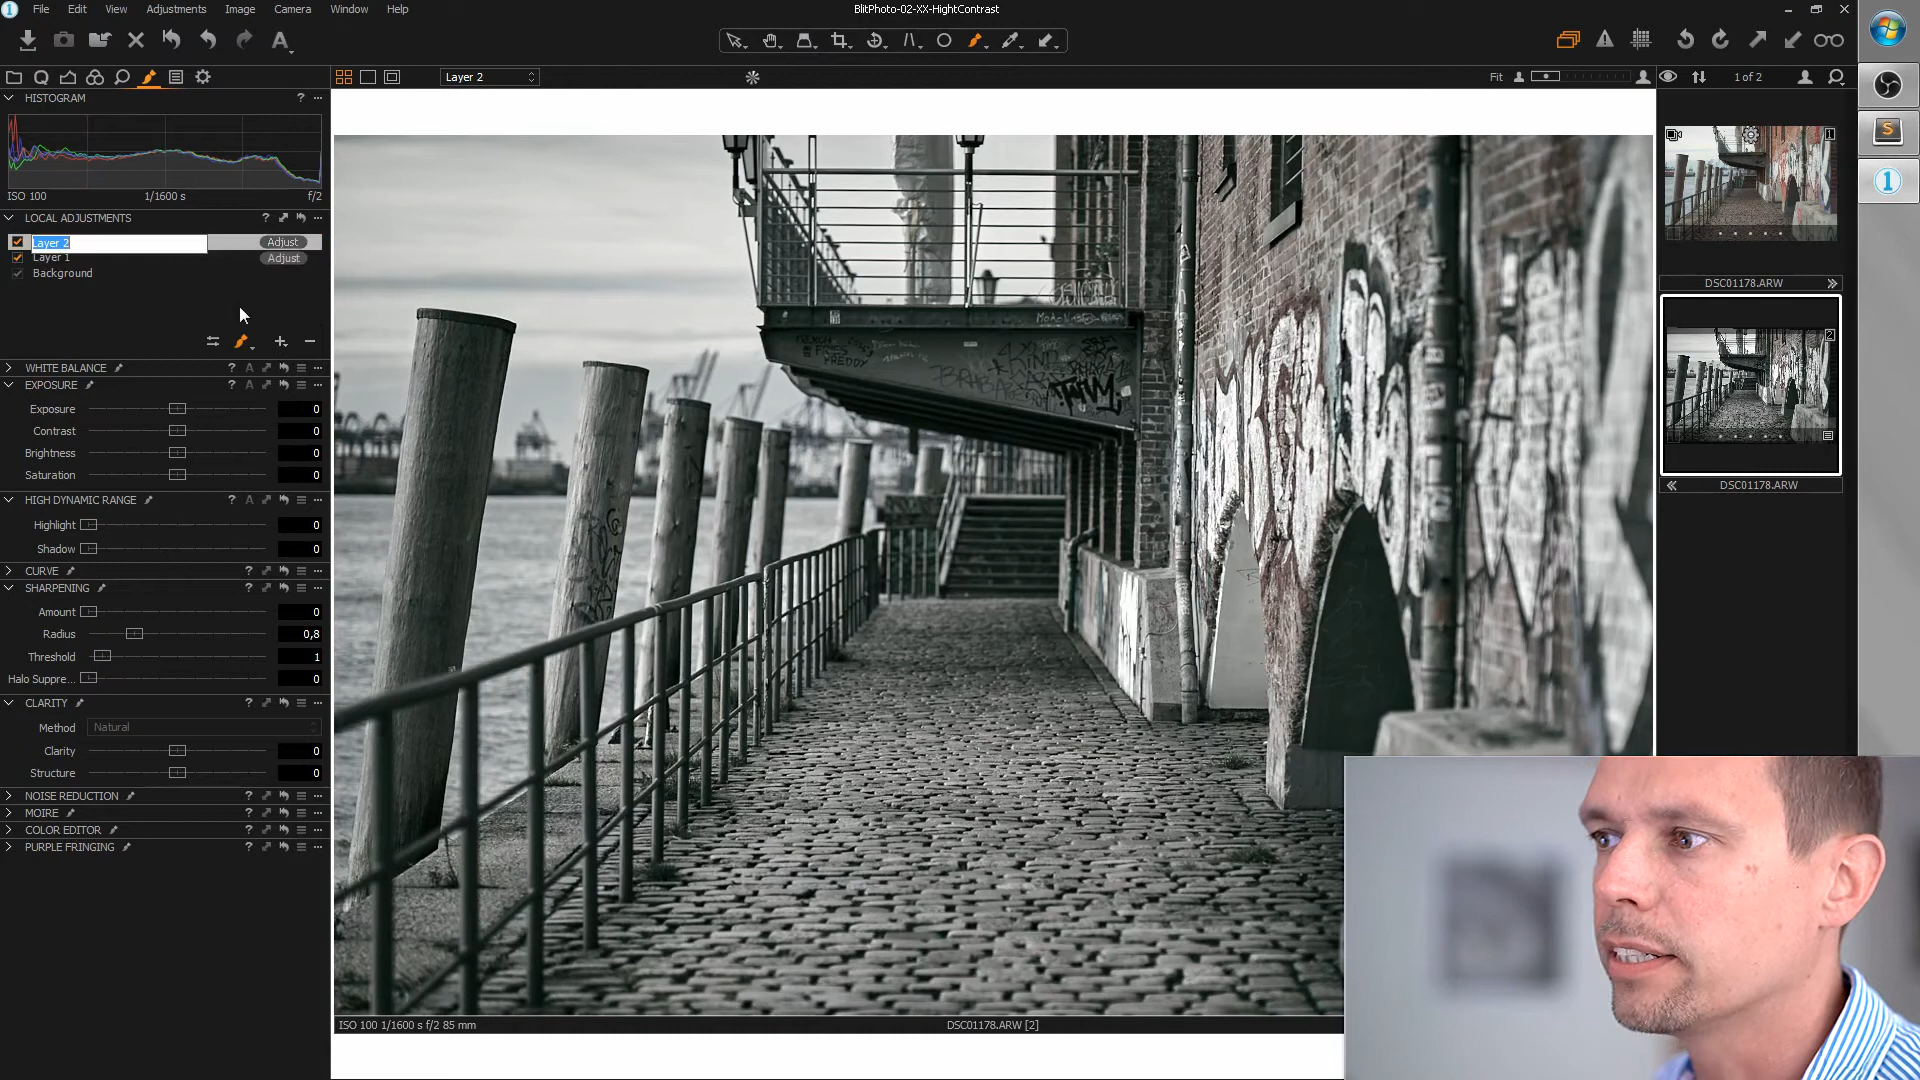 File Edit View Adjustments Image Camera Window Help
BlitPhoto-02-XX-HightContrast
Layer 2
Fit
1 of 2
HISTOGRAM
ISO 100 1/1600 s f/2
LOCAL ADJUSTMENTS
Layer 2 Adjust
Layer 1 Adjust
Background
WHITE BALANCE
EXPOSURE
Exposure 0
Contrast 0
Brightness 0
Saturation 0
HIGH DYNAMIC RANGE
Highlight 0
Shadow 0
CURVE
SHARPENING
Amount 0
Radius 0,8
Threshold 1
Halo Suppre... 0
CLARITY
Method Natural
Clarity 0
Structure 0
NOISE REDUCTION
MOIRE
COLOR EDITOR
PURPLE FRINGING
1
DSC01178.ARW
2
DSC01178.ARW
ISO 100 1/1600 s f/2 85 mm
DSC01178.ARW [2]